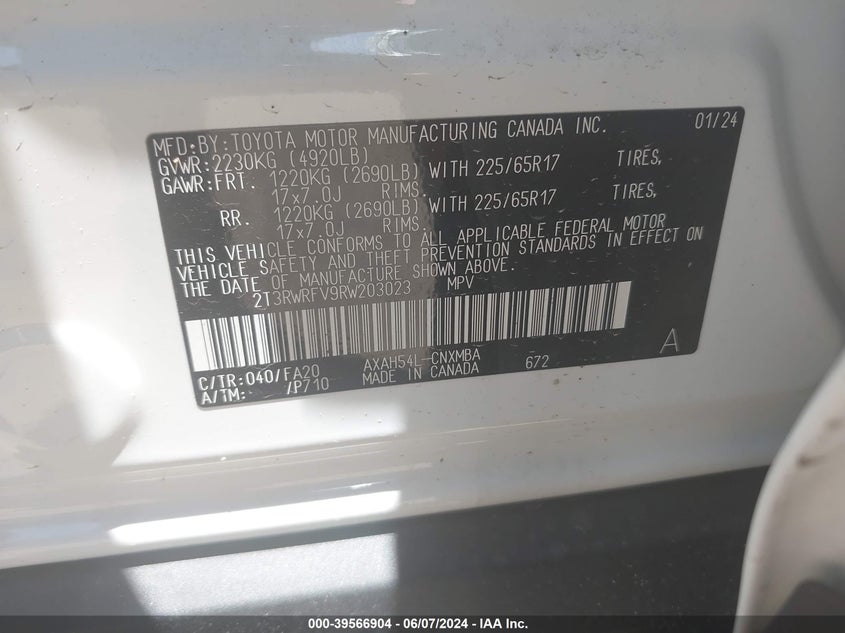 MFD.BY:TOYOTA MOTOR MANUFACTURING CANADA INC. 01/24
GVWR:2230KG (4920LB)
GAWR:FRT. 1220KG (2690LB) WITH 225/65R17 TIRES,
17x7.0J RIMS.
RR. 1220KG (2690LB) WITH 225/65R17 TIRES,
17x7.0J RIMS.
THIS VEHICLE CONFORMS TO ALL APPLICABLE FEDERAL MOTOR
VEHICLE SAFETY AND THEFT PREVENTION STANDARDS IN EFFECT ON
THE DATE OF MANUFACTURE SHOWN ABOVE.
2T3RWRFV9RW203023 MPV
C/TR:040/FA20 AXAH54L-CNXMBA 672 A
A/TM: /P710 MADE IN CANADA
000-39566904 - 06/07/2024 - IAA Inc.